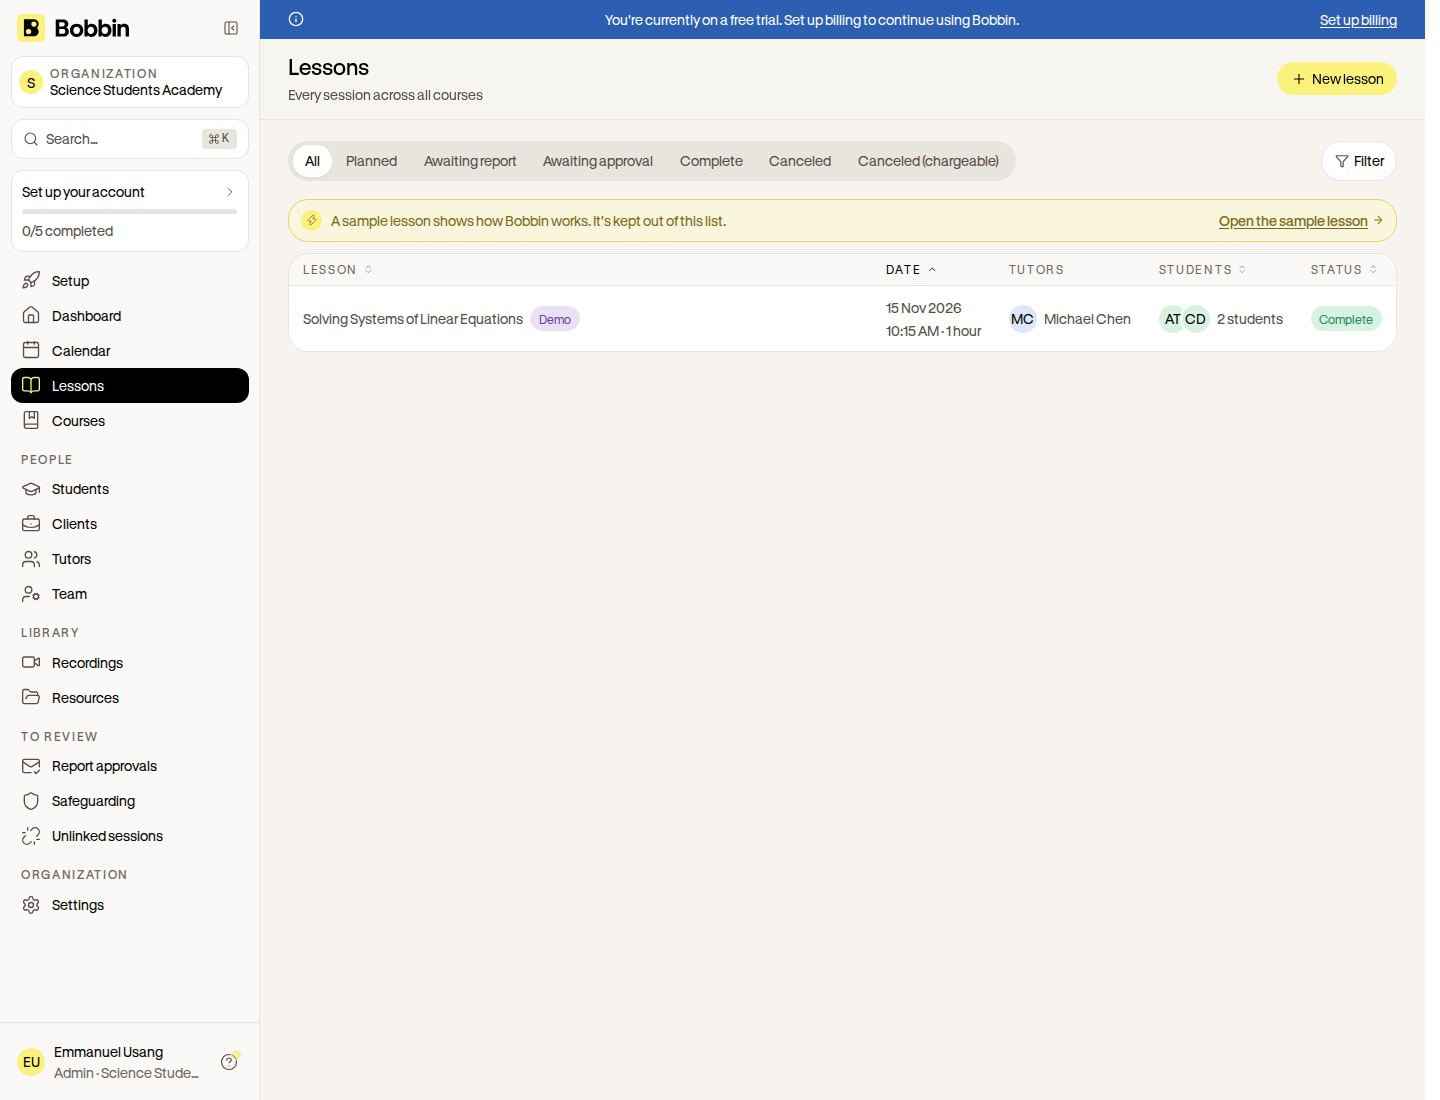 Bobbin
ORGANIZATION
S
Science Students Academy
Search...
⌘ K
Set up your account
0/5 completed
Setup
Dashboard
Calendar
Lessons
Courses
PEOPLE
Students
Clients
Tutors
Team
LIBRARY
Recordings
Resources
TO REVIEW
Report approvals
Safeguarding
Unlinked sessions
ORGANIZATION
Settings
EU
Emmanuel Usang
Admin · Science Stude...
You're currently on a free trial. Set up billing to continue using Bobbin.
Set up billing
Lessons
Every session across all courses
New lesson
All Planned Awaiting report Awaiting approval Complete Canceled Canceled (chargeable)
Filter
A sample lesson shows how Bobbin works. It's kept out of this list.
Open the sample lesson
LESSON DATE TUTORS STUDENTS STATUS
Solving Systems of Linear Equations Demo
15 Nov 2026
10:15 AM · 1 hour
MC Michael Chen
AT CD 2 students
Complete